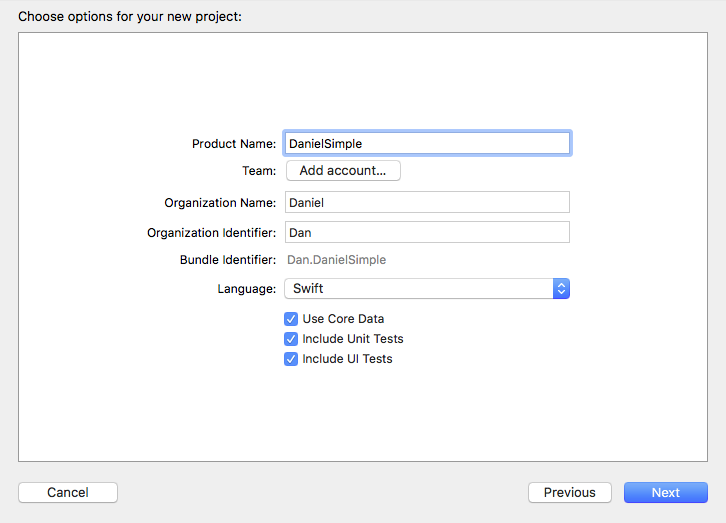 Choose options for your new project:
Product Name: DanielSimple
Team: Add account...
Organization Name: Daniel
Organization Identifier: Dan
Bundle Identifier: Dan.DanielSimple
Language: Swift
Use Core Data
Include Unit Tests
Include UI Tests
Cancel Previous Next